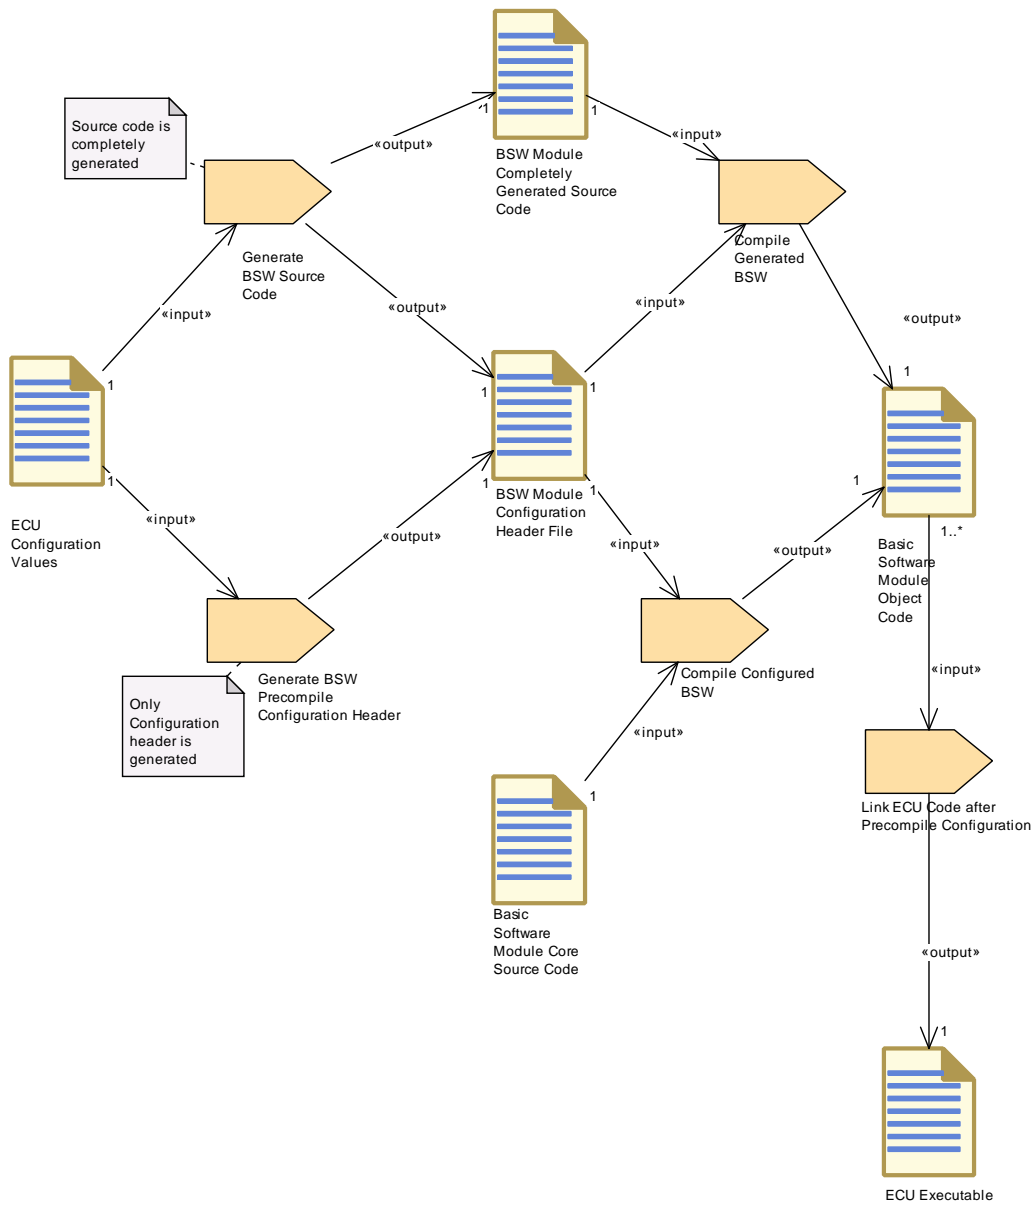 Source code is
completely
generated
«output»
1
1
«input»
BSW Module
Completely
Generated Source
Code
Generate
BSW Source
Code
Compile
Generated
BSW
«input»
«output»
«input»
«output»
1
1
1
1
ECU
Configuration
Values
1
«input»
«output»
1
1
BSW Module
Configuration
Header File
«input»
«output»
1
1..*
Basic
Software
Module
Object
Code
Generate BSW
Precompile
Configuration Header
Only
Configuration
header is
generated
Compile Configured
BSW
«input»
«input»
1
Link ECU Code after
Precompile Configuration
Basic
Software
Module Core
Source Code
«output»
1
ECU Executable